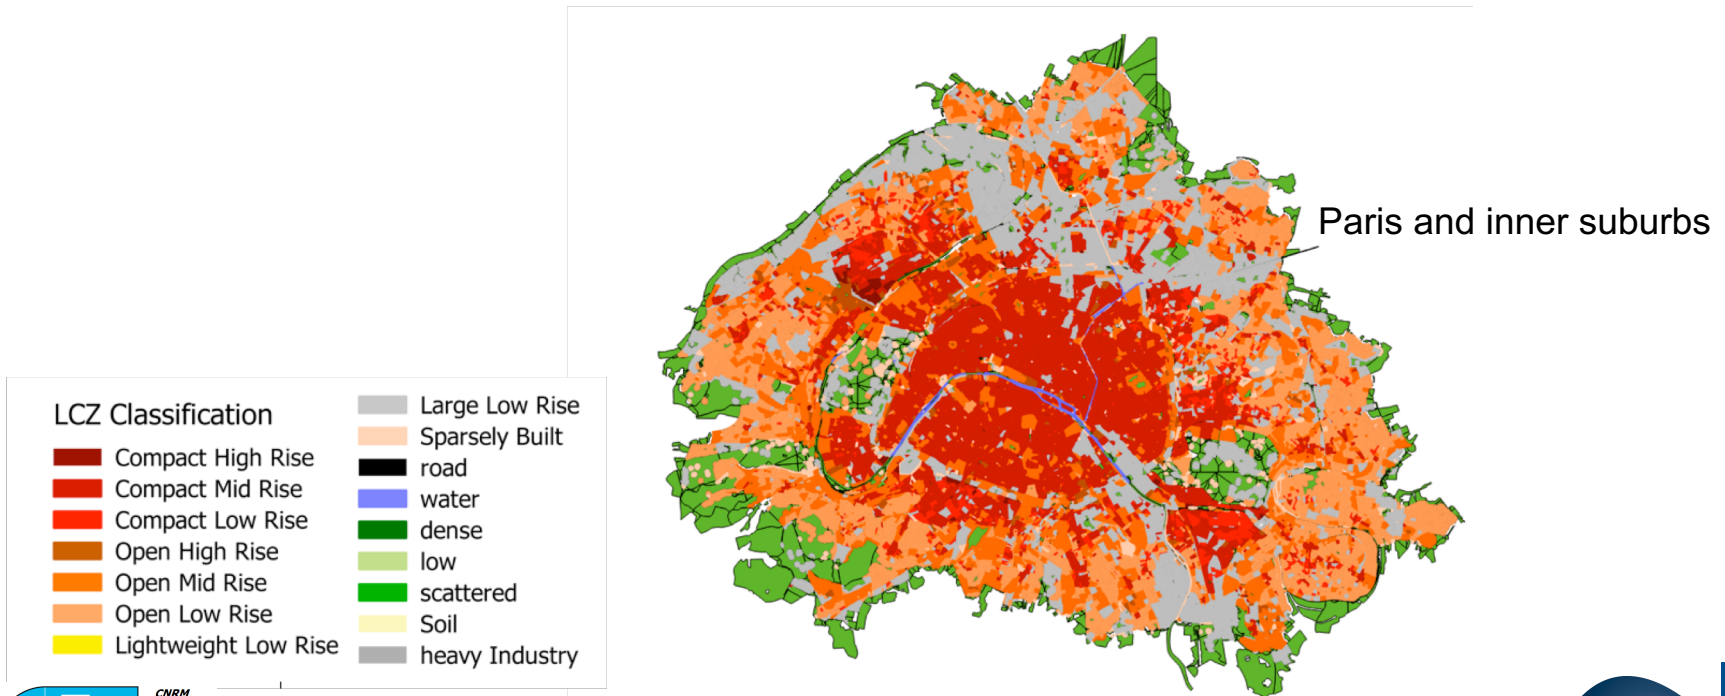 Paris and inner suburbs
LCZ Classification
Compact High Rise
Compact Mid Rise
Compact Low Rise
Open High Rise
Open Mid Rise
Open Low Rise
Lightweight Low Rise
Large Low Rise
Sparsely Built
road
water
dense
low
scattered
Soil
heavy Industry
CNRM